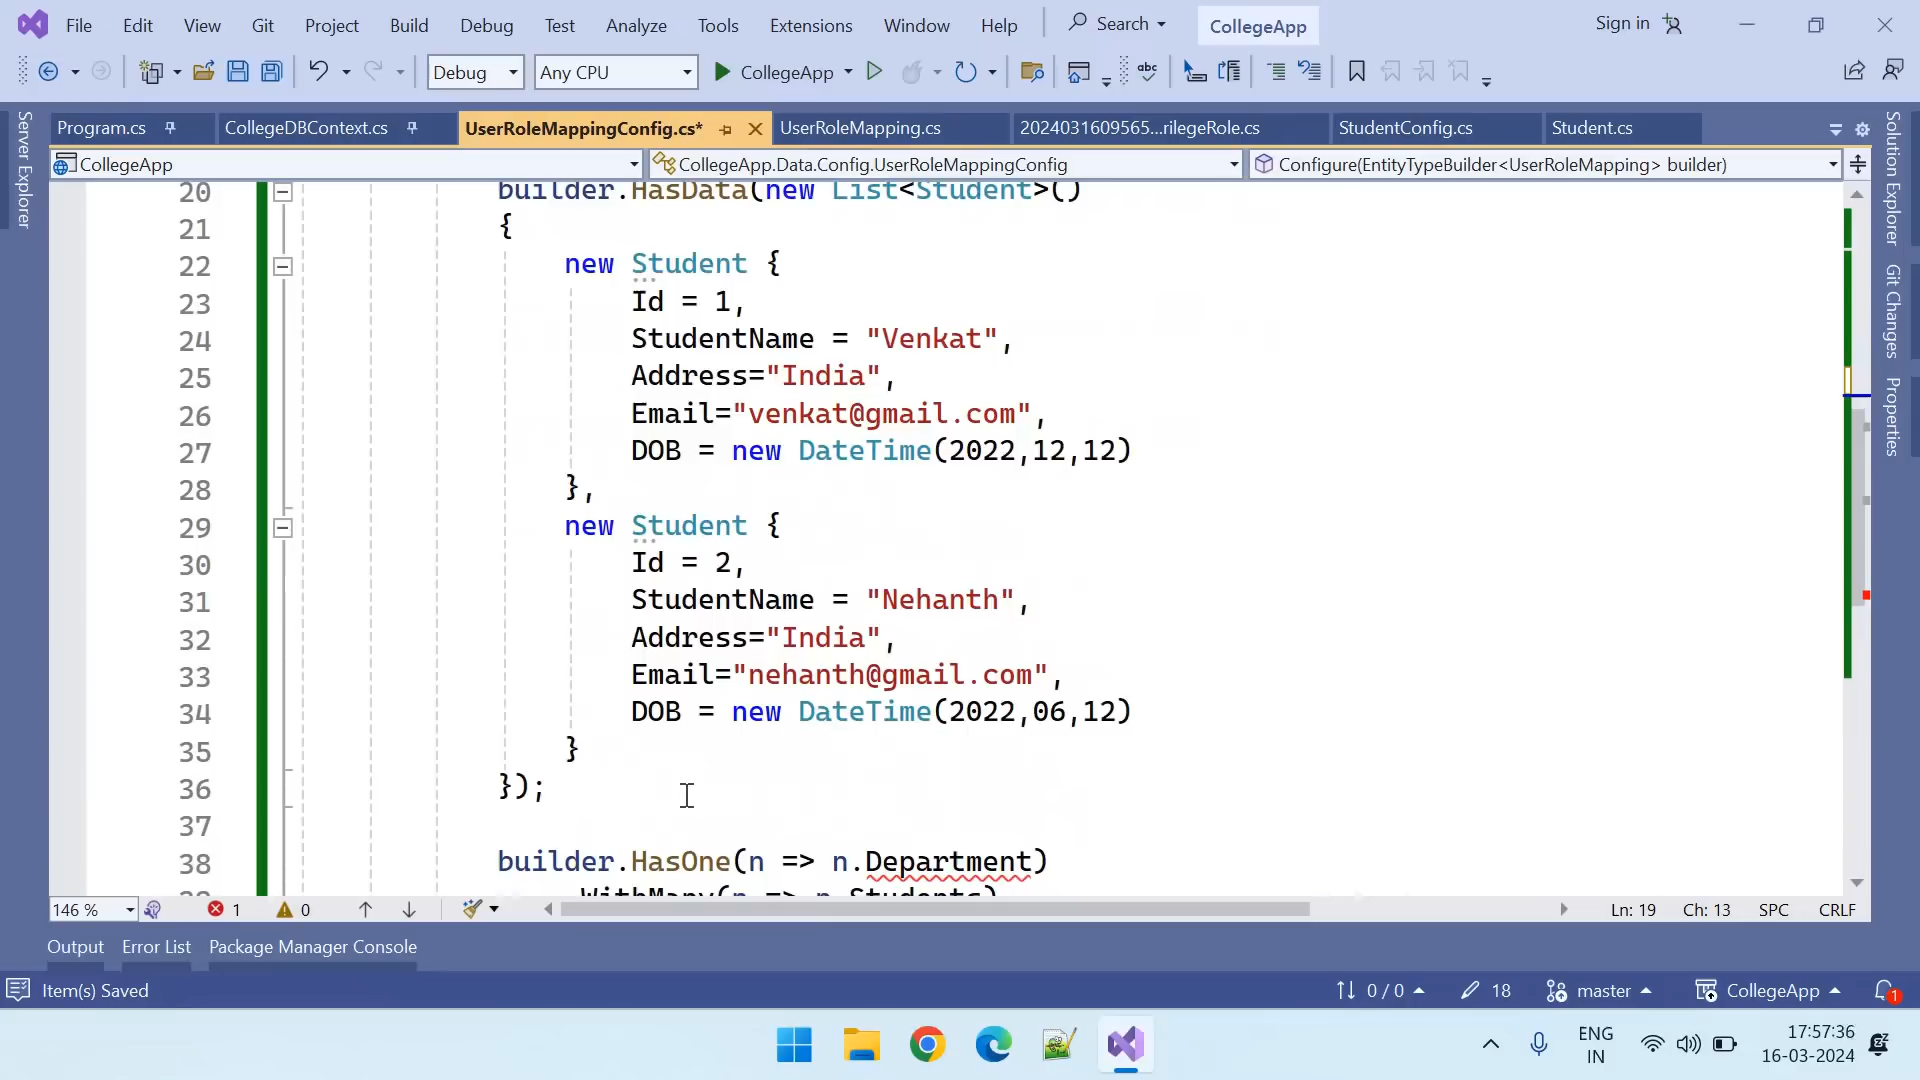 File Edit View Git Project Build Debug Test Analyze Tools Extensions Window Help Search CollegeApp Sign in
Debug Any CPU CollegeApp
Program.cs CollegeDBContext.cs UserRoleMappingConfig.cs* UserRoleMapping.cs 2024031609565...rilegeRole.cs StudentConfig.cs Student.cs
CollegeApp CollegeApp.Data.Config.UserRoleMappingConfig Configure(EntityTypeBuilder<UserRoleMapping> builder)
Server Explorer
Solution Explorer
Git Changes
Properties
20 builder.HasData(new List<Student>()
21 {
22 new Student {
23 Id = 1,
24 StudentName = "Venkat",
25 Address="India",
26 Email="venkat@gmail.com",
27 DOB = new DateTime(2022,12,12)
28 },
29 new Student {
30 Id = 2,
31 StudentName = "Nehanth",
32 Address="India",
33 Email="nehanth@gmail.com",
34 DOB = new DateTime(2022,06,12)
35 }
36 });
37
38 builder.HasOne(n => n.Department)
.WithMany(n => n.Students)
146 % 1 0 Ln: 19 Ch: 13 SPC CRLF
Output Error List Package Manager Console
Item(s) Saved 0 / 0 18 master CollegeApp 1
ENG
IN
17:57:36
16-03-2024